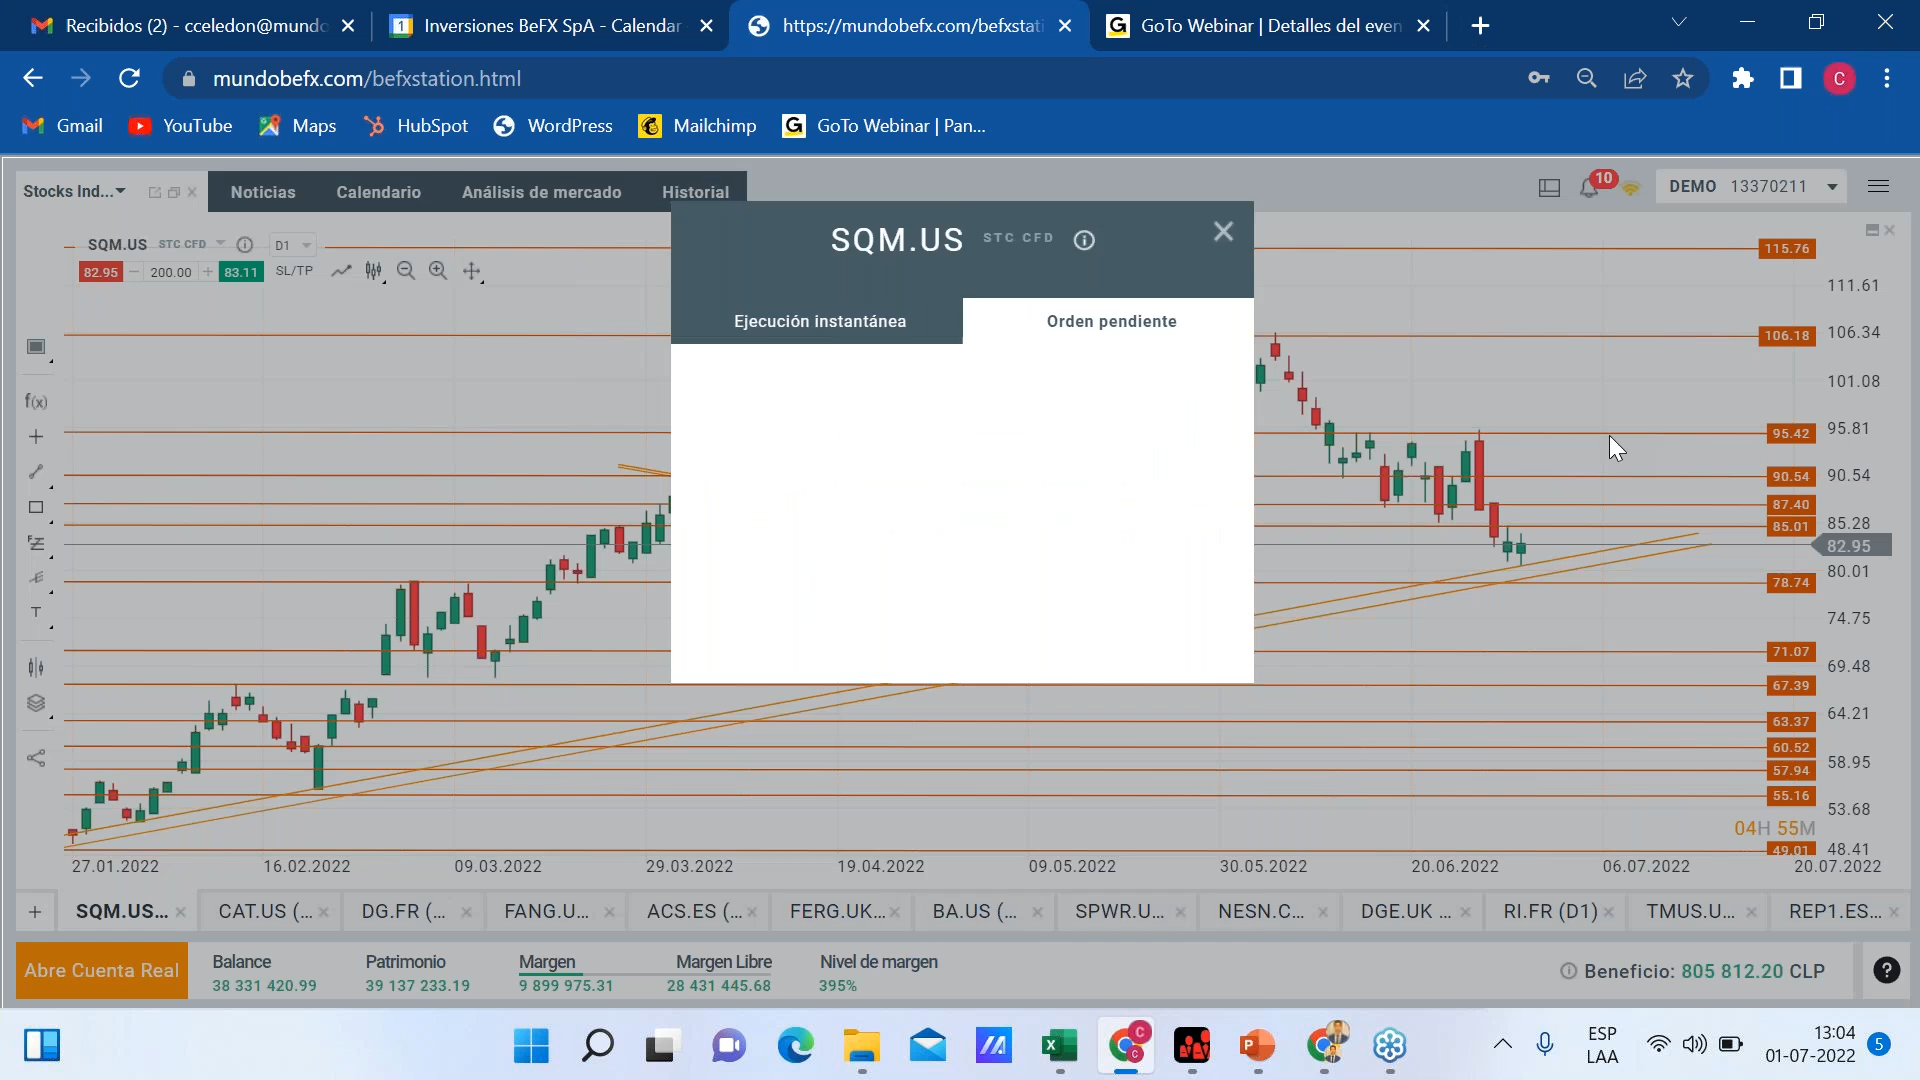 Recibidos (2) - cceledon@mundo
Inversiones BeFX SpA - Calendar
https://mundobefx.com/befxstati
GoTo Webinar | Detalles del even
mundobefx.com/befxstation.html
Gmail
YouTube
Maps
HubSpot
WordPress
Mailchimp
GoTo Webinar | Pan...
Stocks Ind...
Noticias
Calendario
Análisis de mercado
Historial
10
DEMO 13370211
SQM.US STC CFD
D1
82.95 − 200.00 + 83.11 SL/TP
SQM.US STC CFD
Ejecución instantánea
Orden pendiente
f(x)
T
115.76
111.61
106.34
106.18
101.08
95.81
95.42
90.54
90.54
87.40
85.28
85.01
82.95
80.01
78.74
74.75
71.07
69.48
67.39
64.21
63.37
60.52
58.95
57.94
55.16
53.68
04H 55M
49.01
48.41
27.01.2022
16.02.2022
09.03.2022
29.03.2022
19.04.2022
09.05.2022
30.05.2022
20.06.2022
06.07.2022
20.07.2022
SQM.US...
CAT.US (...
DG.FR (...
FANG.U...
ACS.ES (...
FERG.UK...
BA.US (...
SPWR.U...
NESN.C...
DGE.UK ...
RI.FR (D1)
TMUS.U...
REP1.ES...
Abre Cuenta Real
Balance
38 331 420.99
Patrimonio
39 137 233.19
Margen
9 899 975.31
Margen Libre
28 431 445.68
Nivel de margen
395%
Beneficio: 805 812.20 CLP
ESP
LAA
13:04
01-07-2022
5